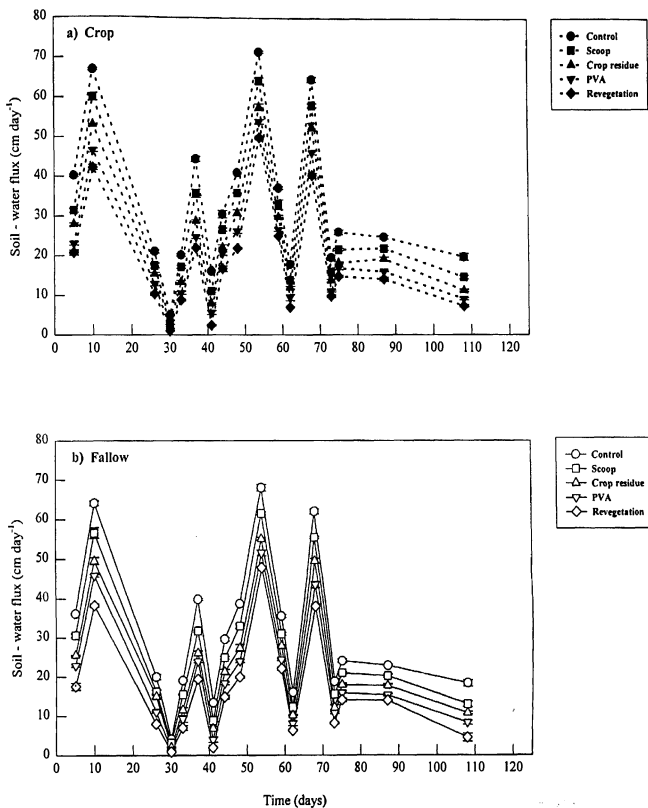 a) Crop
Control
Scoop
Crop residue
PVA
Revegetation
Soil - water flux (cm day-1)
80
70
60
50
40
30
20
10
0
0 10 20 30 40 50 60 70 80 90 100 110 120
b) Fallow
Control
Scoop
Crop residue
PVA
Revegetation
Soil - water flux (cm day-1)
80
70
60
50
40
30
20
10
0
0 10 20 30 40 50 60 70 80 90 100 110 120
Time (days)